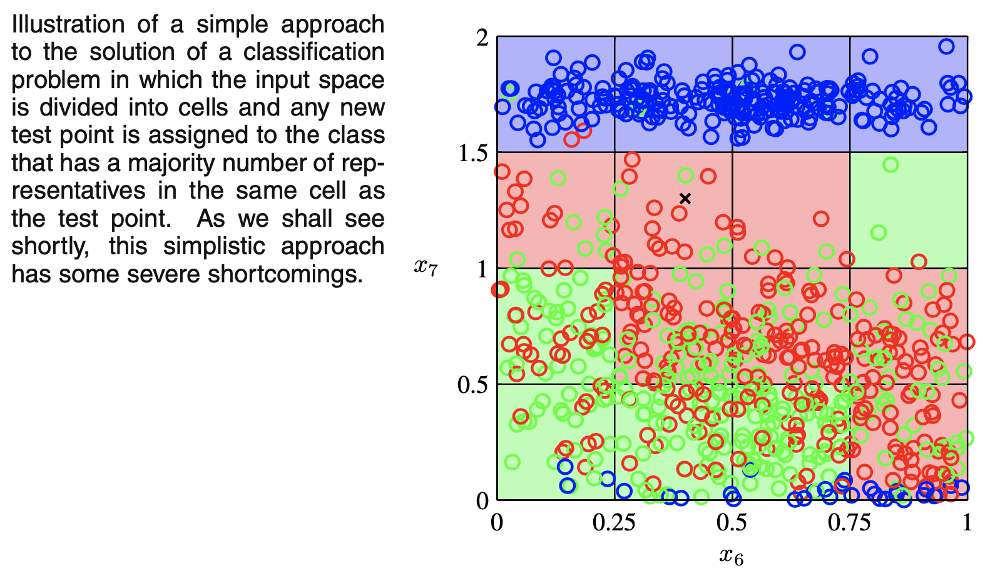 Illustration of a simple approach
to the solution of a classification
problem in which the input space
is divided into cells and any new
test point is assigned to the class
that has a majority number of rep-
resentatives in the same cell as
the test point. As we shall see
shortly, this simplistic approach
has some severe shortcomings.
2
1.5
x7
1
0.5
0
0 0.25 0.5 0.75 1
x6